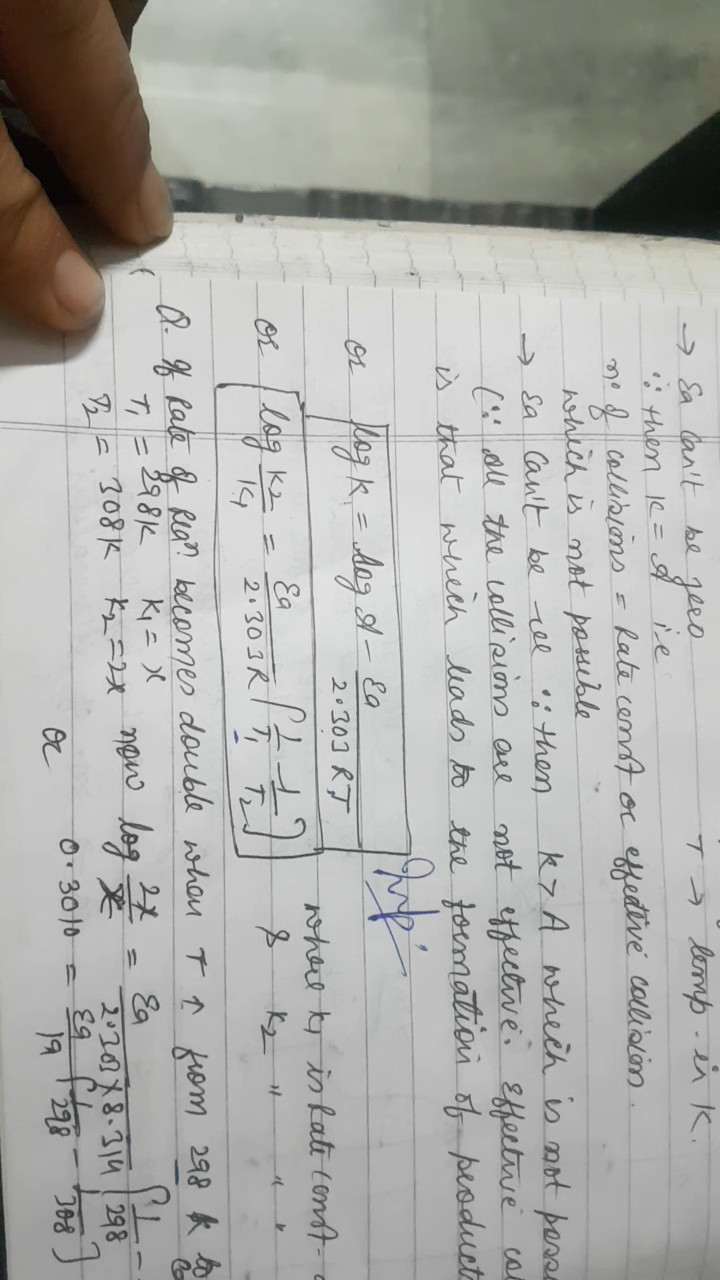 T → temp. in K.
→ Ea can't be zero
∵ then K = A i.e
no of collisions = Rate const or effective collision.
which is not possible
→ Ea can't be -ve ∵ then K > A which is not poss
(∵ all the collisions are not effective. effective col
is that which leads to the formation of product
or log K = log A - Ea / 2.303 RT
Imp.
or log K2/K1 = Ea / 2.303R [1/T1 - 1/T2] where K1 is Rate const.
& K2 " " "
Q. If Rate of Reqn. becomes double when T ↑ from 298 K to
T1 = 298K K1 = x now log 2x/x = Ea / 2.303 x 8.314 [1/298 -
T2 = 308K K2 = 2x
or 0.3010 = Ea / 19 [1/298 - 1/308]